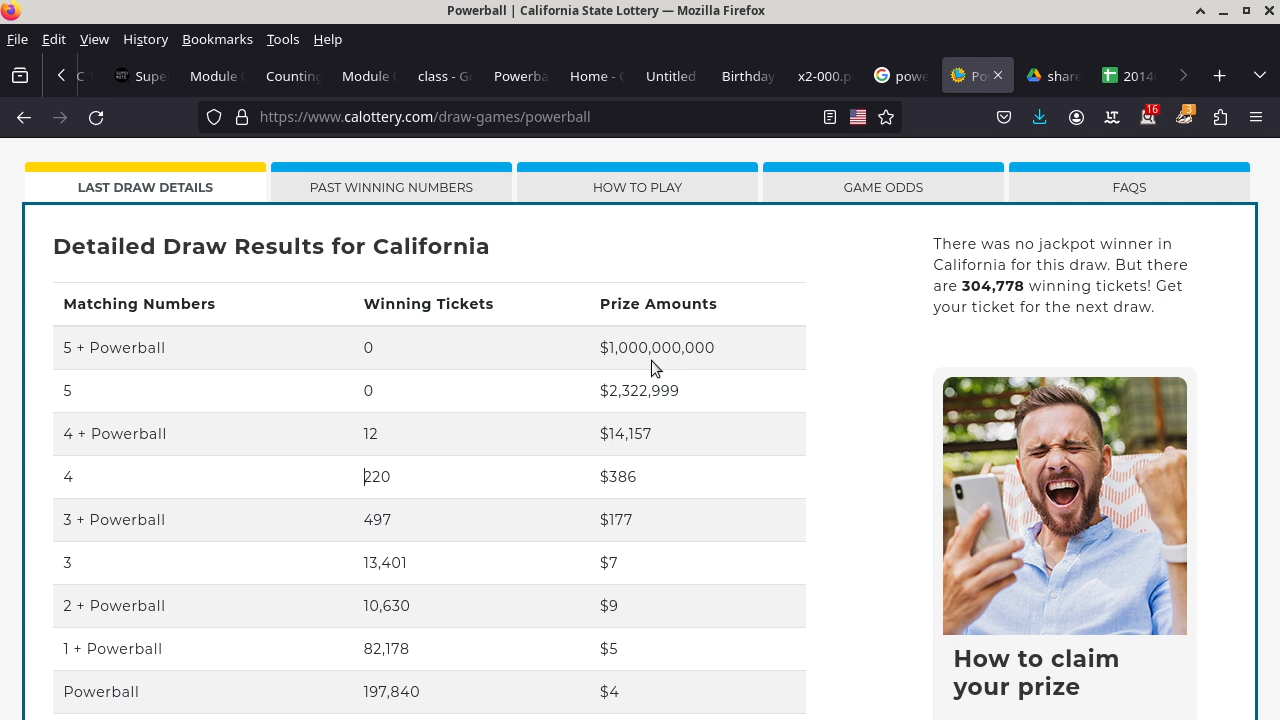 Powerball | California State Lottery — Mozilla Firefox
File Edit View History Bookmarks Tools Help
Supe Module Counting Module class - G Powerba Home - Untitled Birthday x2-000.p powe Po share 2014
https://www.calottery.com/draw-games/powerball 16 3
LAST DRAW DETAILS PAST WINNING NUMBERS HOW TO PLAY GAME ODDS FAQS
Detailed Draw Results for California
Matching Numbers Winning Tickets Prize Amounts
5 + Powerball 0 $1,000,000,000
5 0 $2,322,999
4 + Powerball 12 $14,157
4 220 $386
3 + Powerball 497 $177
3 13,401 $7
2 + Powerball 10,630 $9
1 + Powerball 82,178 $5
Powerball 197,840 $4
There was no jackpot winner in
California for this draw. But there
are 304,778 winning tickets! Get
your ticket for the next draw.
How to claim
your prize